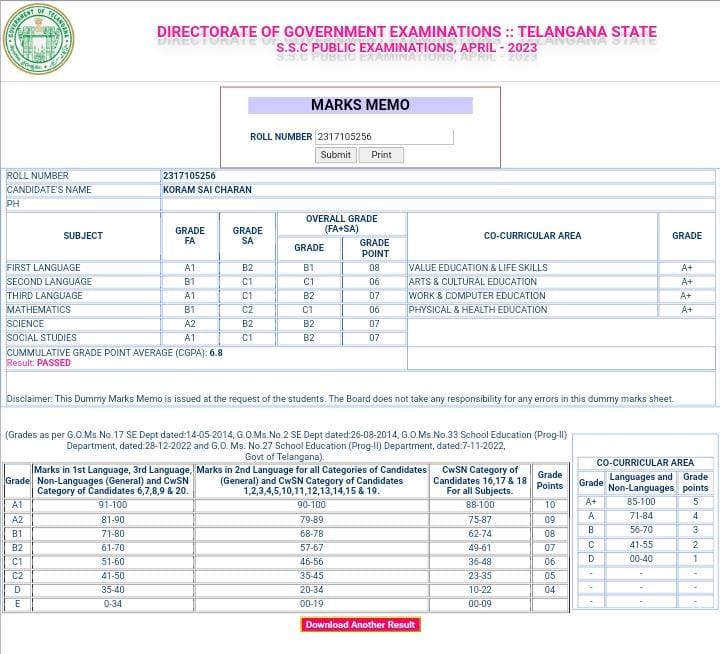 GOVERNMENT OF TELANGANA
DIRECTORATE OF GOVERNMENT EXAMINATIONS :: TELANGANA STATE
S.S.C PUBLIC EXAMINATIONS, APRIL - 2023
MARKS MEMO
ROLL NUMBER 2317105256
Submit Print
ROLL NUMBER 2317105256
CANDIDATE'S NAME KORAM SAI CHARAN
PH
SUBJECT GRADE FA GRADE SA OVERALL GRADE (FA+SA) CO-CURRICULAR AREA GRADE
GRADE GRADE POINT
FIRST LANGUAGE A1 B2 B1 08 VALUE EDUCATION & LIFE SKILLS A+
SECOND LANGUAGE B1 C1 C1 06 ARTS & CULTURAL EDUCATION A+
THIRD LANGUAGE A1 C1 B2 07 WORK & COMPUTER EDUCATION A+
MATHEMATICS B1 C2 C1 06 PHYSICAL & HEALTH EDUCATION A+
SCIENCE A2 B2 B2 07
SOCIAL STUDIES A1 C1 B2 07
CUMMULATIVE GRADE POINT AVERAGE (CGPA): 6.8
Result: PASSED
Disclaimer: This Dummy Marks Memo is issued at the request of the students. The Board does not take any responsibility for any errors in this dummy marks sheet.
(Grades as per G.O.Ms.No.17 SE Dept dated:14-05-2014, G.O.Ms.No.2 SE Dept dated:26-08-2014, G.O.Ms.No.33 School Education (Prog-II)
Department, dated:28-12-2022 and G.O. Ms. No.27 School Education (Prog-II) Department, dated:7-11-2022,
Govt of Telangana).
Grade Marks in 1st Language, 3rd Language, Non-Languages (General) and CwSN Category of Candidates 6,7,8,9 & 20. Marks in 2nd Language for all Categories of Candidates (General) and CwSN Category of Candidates 1,2,3,4,5,10,11,12,13,14,15 & 19. CwSN Category of Candidates 16,17 & 18 For all Subjects. Grade Points
A1 91-100 90-100 88-100 10
A2 81-90 79-89 75-87 09
B1 71-80 68-78 62-74 08
B2 61-70 57-67 49-61 07
C1 51-60 46-56 36-48 06
C2 41-50 35-45 23-35 05
D 35-40 20-34 10-22 04
E 0-34 00-19 00-09
CO-CURRICULAR AREA
Grade Languages and Non-Languages Grade points
A+ 85-100 5
A 71-84 4
B 56-70 3
C 41-55 2
D 00-40 1
- - -
- - -
- - -
Download Another Result